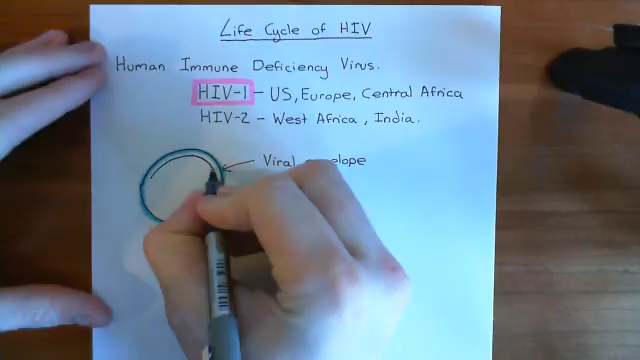 Life Cycle of HIV
Human Immune Deficiency Virus.
HIV-1 - US, Europe, Central Africa
HIV-2 - West Africa, India.
Viral envelope